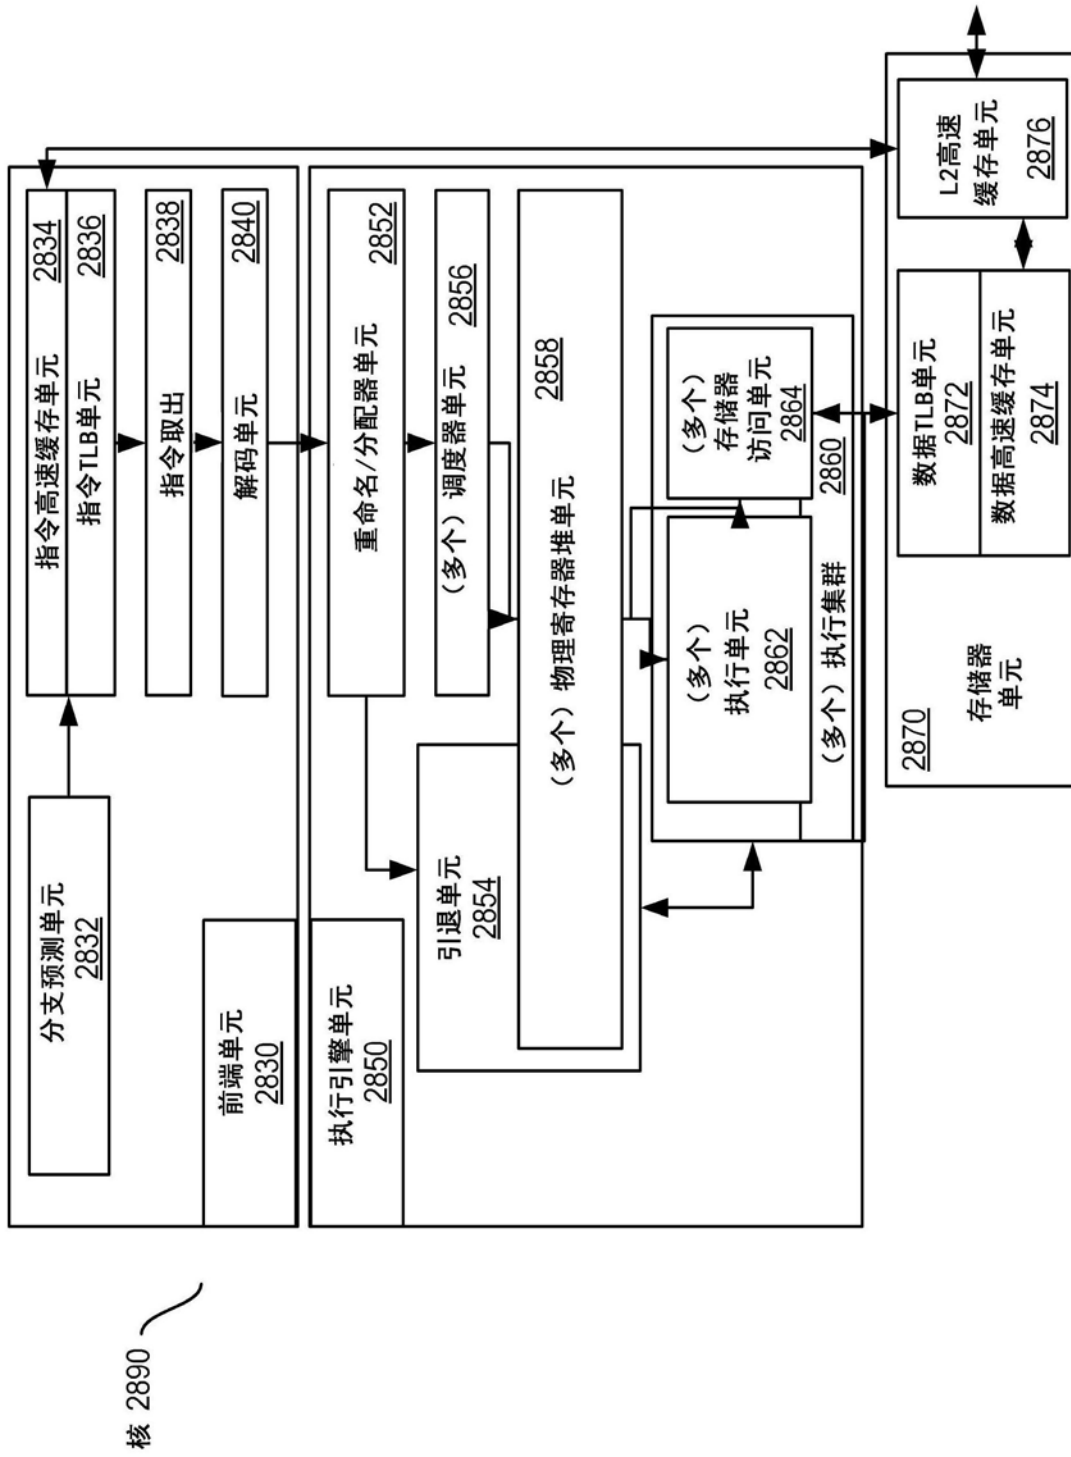 核 2890
分支预测单元
2832
指令高速缓存单元 2834
指令TLB单元 2836
指令取出 2838
解码单元 2840
前端单元
2830
执行引擎单元
2850
重命名/分配器单元 2852
(多个) 调度器单元 2856
引退单元
2854
(多个) 物理寄存器堆单元 2858
(多个)
执行单元
2862
(多个)
存储器
访问单元
2864
(多个) 执行集群 2860
2870
存储器
单元
数据TLB单元
2872
数据高速缓存单元
2874
L2高速
缓存单元
2876